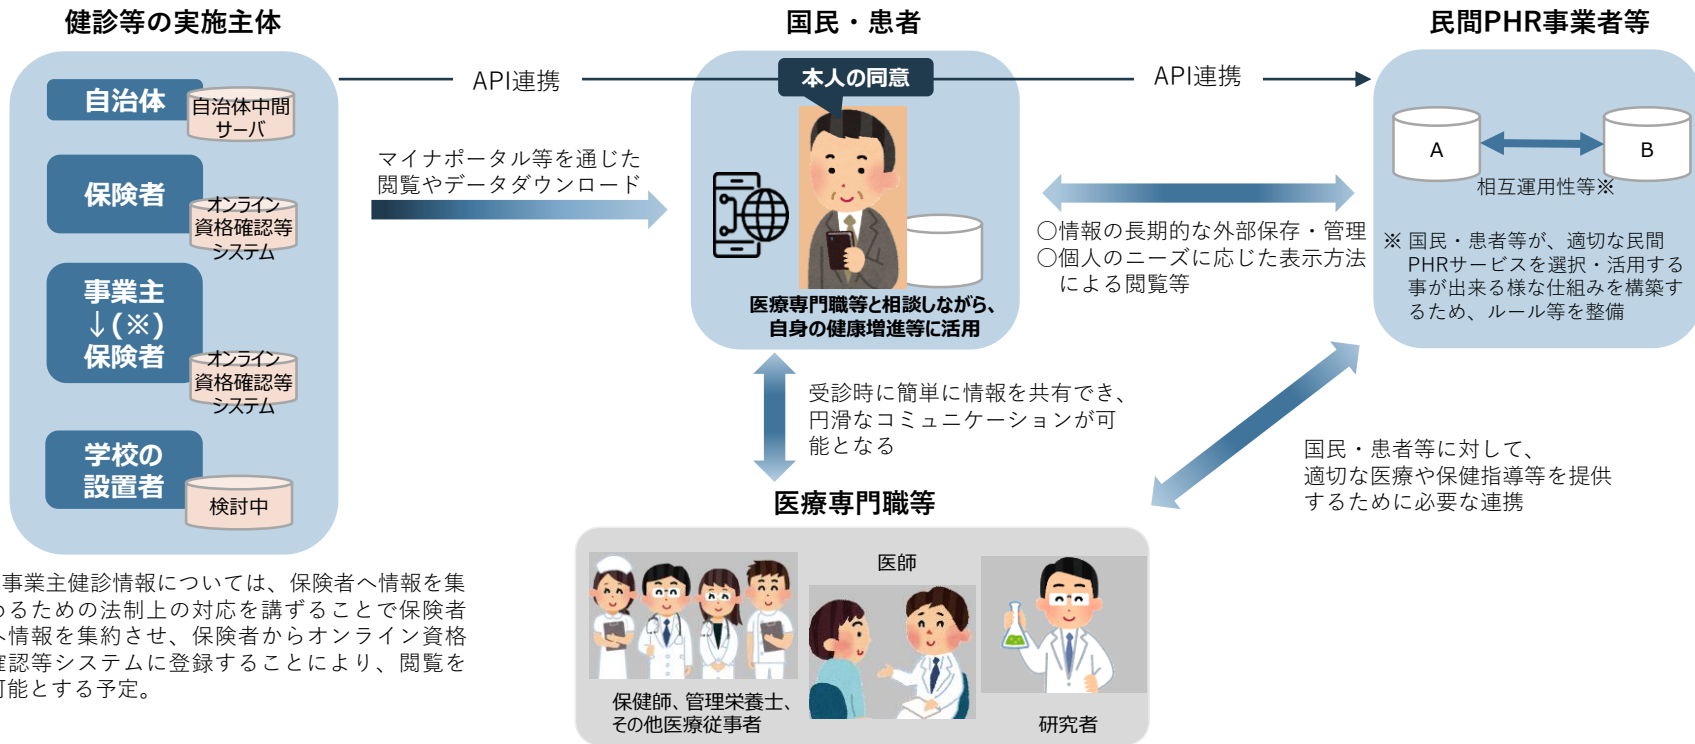 健診等の実施主体
自治体
自治体中間
サーバ
保険者
オンライン
資格確認等
システム
事業主
↓(※)
保険者
オンライン
資格確認等
システム
学校の
設置者
検討中
事業主健診情報については、保険者へ情報を集
めるための法制上の対応を講ずることで保険者
へ情報を集約させ、保険者からオンライン資格
確認等システムに登録することにより、閲覧を
可能とする予定。
API連携
マイナポータル等を通じた
閲覧やデータダウンロード
国民・患者
本人の同意
医療専門職等と相談しながら、
自身の健康増進等に活用
API連携
○情報の長期的な外部保存・管理
○個人のニーズに応じた表示方法
による閲覧等
民間PHR事業者等
A
B
相互運用性等※
※ 国民・患者等が、適切な民間
PHRサービスを選択・活用する
事が出来る様な仕組みを構築す
るため、ルール等を整備
受診時に簡単に情報を共有でき、
円滑なコミュニケーションが可
能となる
国民・患者等に対して、
適切な医療や保健指導等を提供
するために必要な連携
医療専門職等
医師
保健師、管理栄養士、
その他医療従事者
研究者